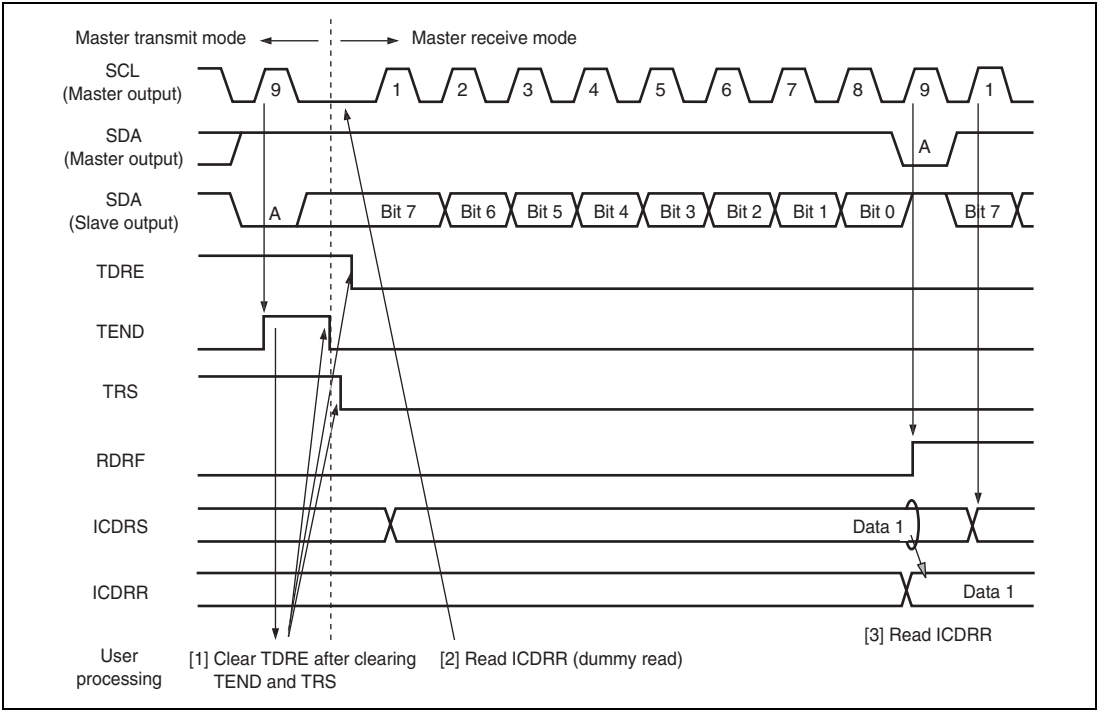 Master transmit mode
Master receive mode
SCL
(Master output)
9 1 2 3 4 5 6 7 8 9 1
SDA
(Master output)
A
SDA
(Slave output)
A Bit 7 Bit 6 Bit 5 Bit 4 Bit 3 Bit 2 Bit 1 Bit 0 Bit 7
TDRE
TEND
TRS
RDRF
ICDRS
Data 1
ICDRR
Data 1
User
processing
[1] Clear TDRE after clearing
TEND and TRS
[2] Read ICDRR (dummy read)
[3] Read ICDRR